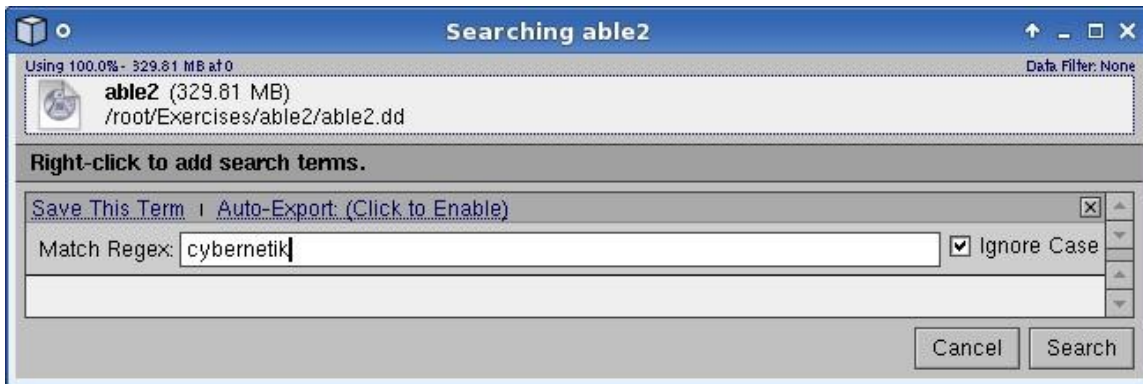 Searching able2
Using 100.0% - 329.81 MB at 0 Data Filter: None
able2 (329.81 MB)
/root/Exercises/able2/able2.dd
Right-click to add search terms.
Save This Term | Auto-Export: (Click to Enable)
Match Regex: cybernetik Ignore Case
Cancel Search